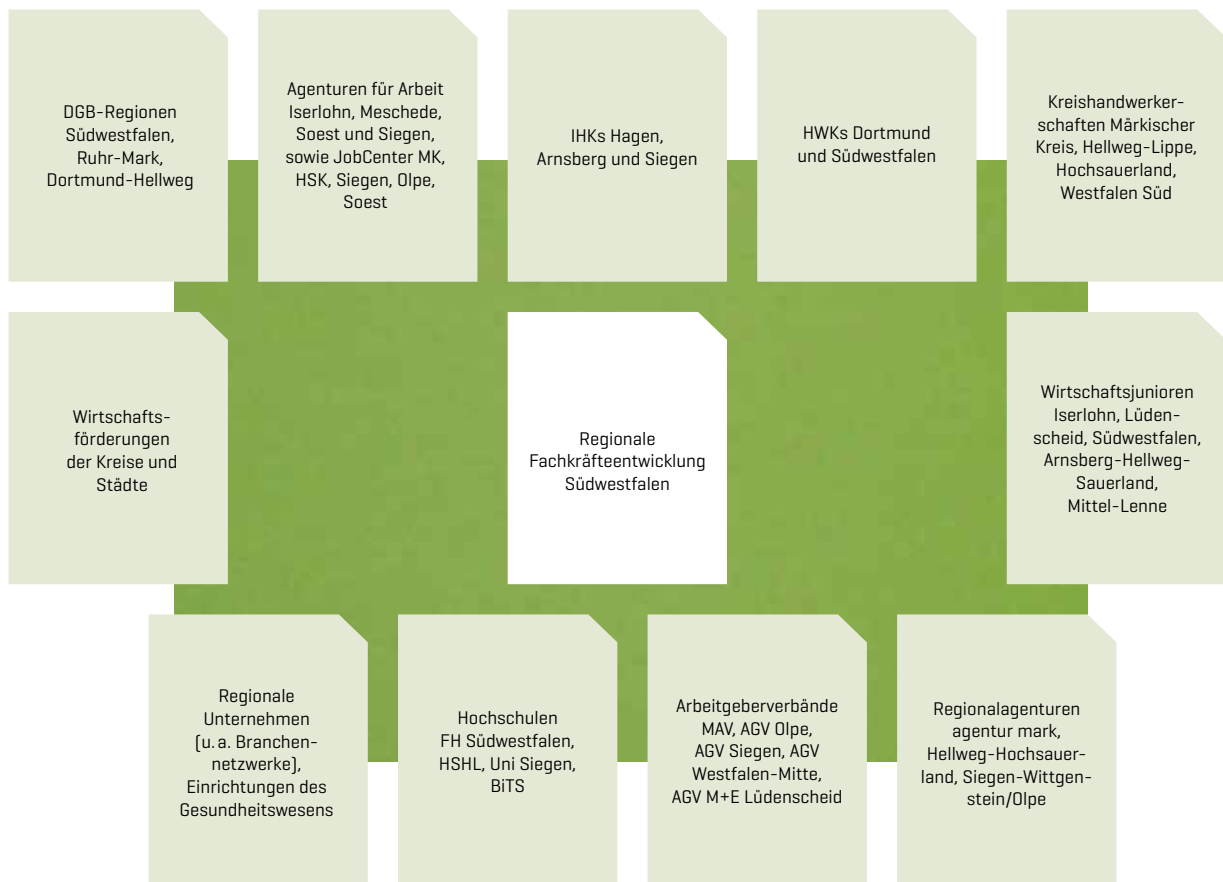 DGB-Regionen
Südwestfalen,
Ruhr-Mark,
Dortmund-Hellweg
Agenturen für Arbeit
Iserlohn, Meschede,
Soest und Siegen,
sowie JobCenter MK,
HSK, Siegen, Olpe,
Soest
IHKs Hagen,
Arnsberg und Siegen
HWKs Dortmund
und Südwestfalen
Kreishandwerker-
schaften Märkischer
Kreis, Hellweg-Lippe,
Hochsauerland,
Westfalen Süd
Wirtschafts-
förderungen
der Kreise und
Städte
Regionale
Fachkräfteentwicklung
Südwestfalen
Wirtschaftsjunioren
Iserlohn, Lüden-
scheid, Südwestfalen,
Arnsberg-Hellweg-
Sauerland,
Mittel-Lenne
Regionale
Unternehmen
(u. a. Branchen-
netzwerke),
Einrichtungen des
Gesundheitswesens
Hochschulen
FH Südwestfalen,
HSHL, Uni Siegen,
BiTS
Arbeitgeberverbände
MAV, AGV Olpe,
AGV Siegen, AGV
Westfalen-Mitte,
AGV M+E Lüdenscheid
Regionalagenturen
agentur mark,
Hellweg-Hochsauer-
land, Siegen-Wittgen-
stein/Olpe